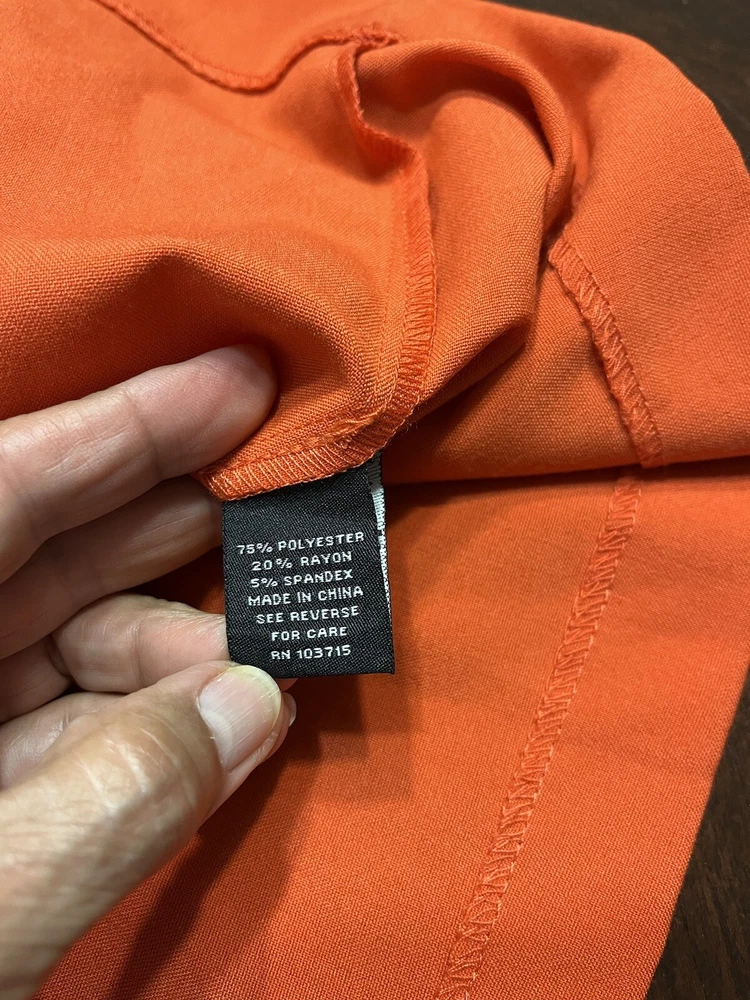 75% POLYESTER
20% RAYON
5% SPANDEX
MADE IN CHINA
SEE REVERSE
FOR CARE
RN 103715